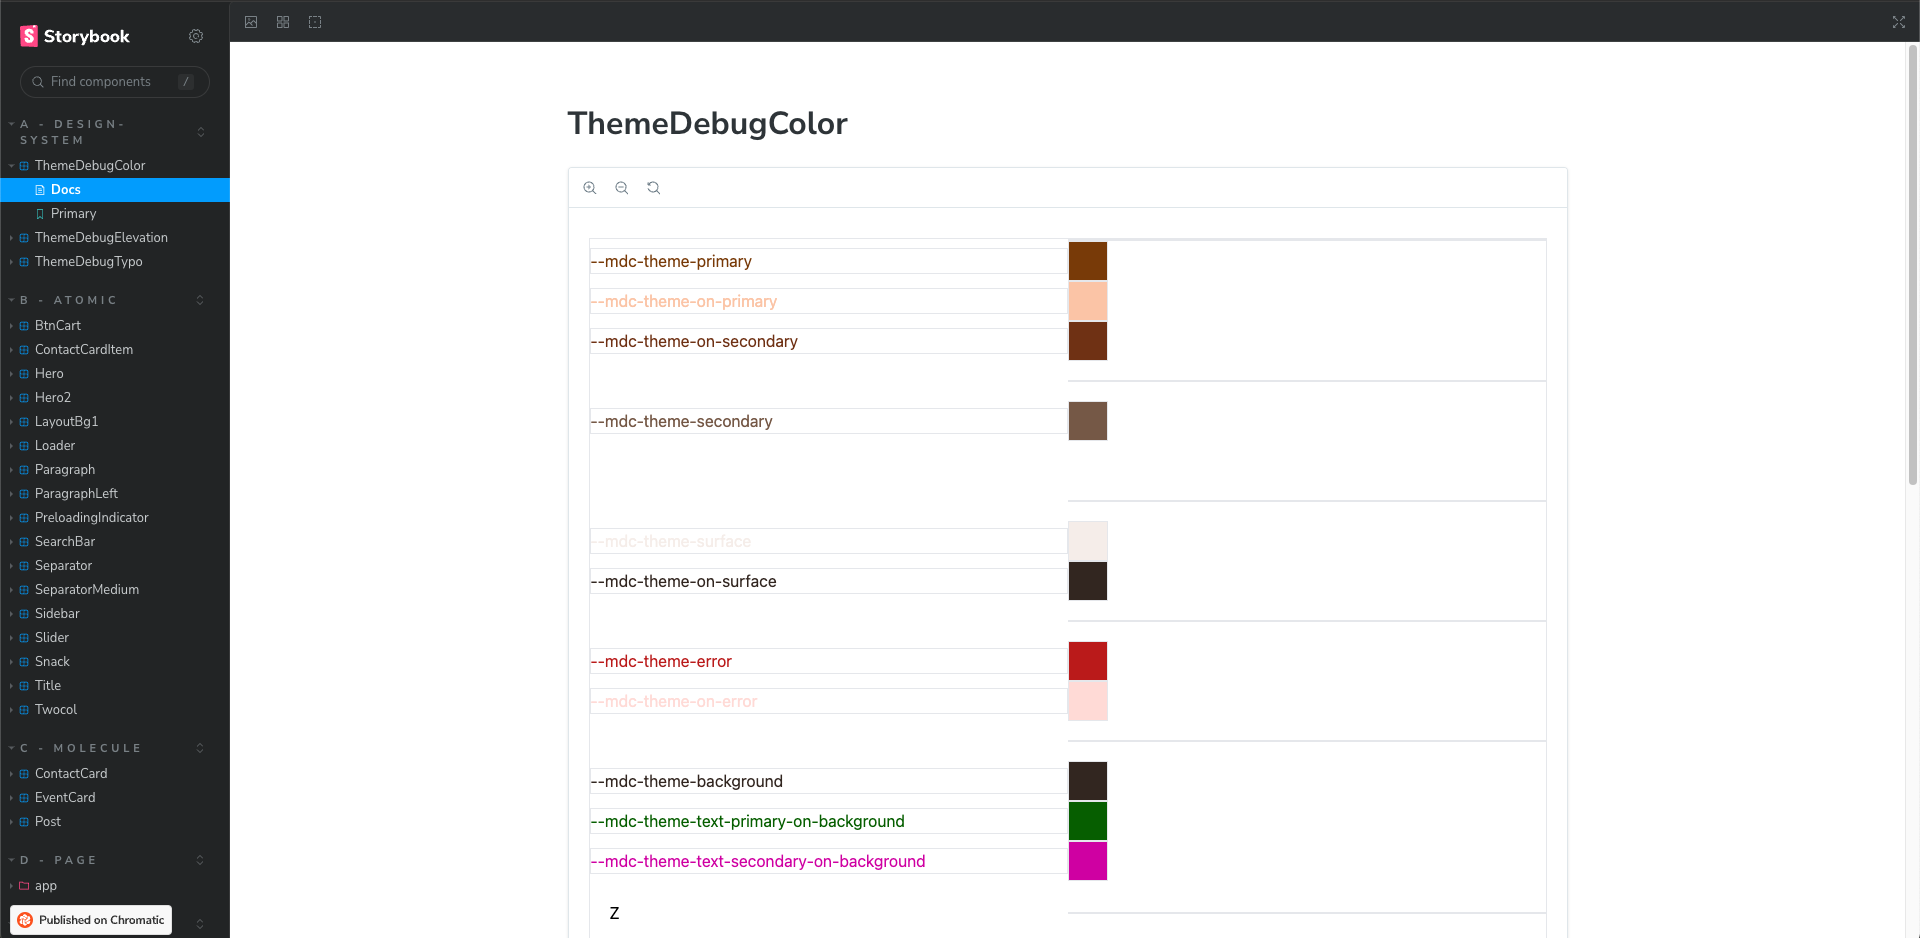 Storybook
Find components /
A - DESIGN-
SYSTEM
ThemeDebugColor
Docs
Primary
ThemeDebugElevation
ThemeDebugTypo
B - ATOMIC
BtnCart
ContactCardItem
Hero
Hero2
LayoutBg1
Loader
Paragraph
ParagraphLeft
PreloadingIndicator
SearchBar
Separator
SeparatorMedium
Sidebar
Slider
Snack
Title
Twocol
C - MOLECULE
ContactCard
EventCard
Post
D - PAGE
app
Published on Chromatic
ThemeDebugColor
--mdc-theme-primary
--mdc-theme-on-primary
--mdc-theme-on-secondary
--mdc-theme-secondary
--mdc-theme-surface
--mdc-theme-on-surface
--mdc-theme-error
--mdc-theme-on-error
--mdc-theme-background
--mdc-theme-text-primary-on-background
--mdc-theme-text-secondary-on-background
Z